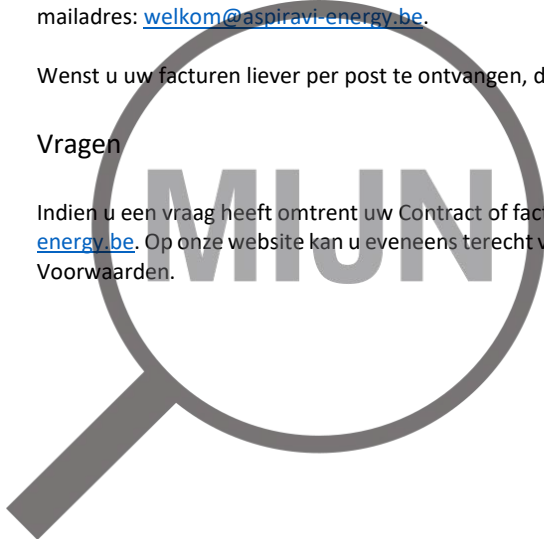 mailadres: welkom@aspiravi-energy.be.
Wenst u uw facturen liever per post te ontvangen, d
Vragen
Indien u een vraag heeft omtrent uw Contract of fact
energy.be. Op onze website kan u eveneens terecht v
Voorwaarden.
MIJN